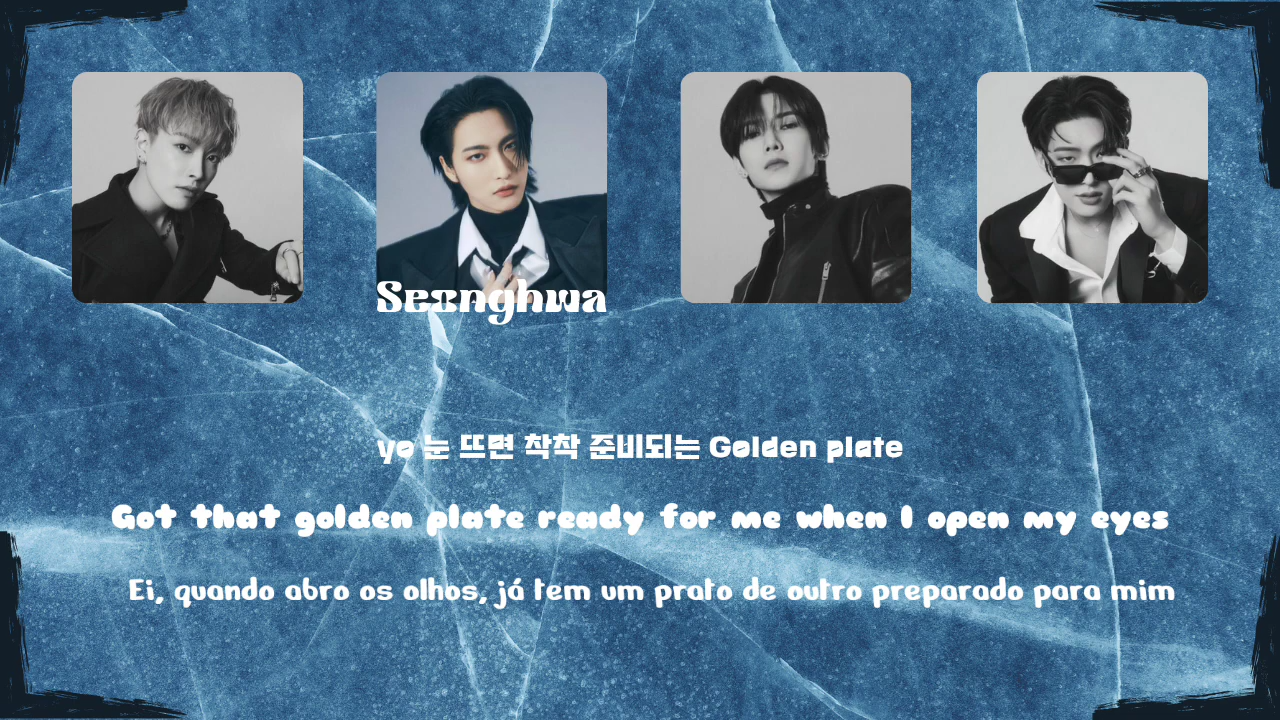 Seonghwa
yo 눈 뜨면 착착 준비되는 Golden plate
Got that golden plate ready for me when I open my eyes
Ei, quando abro os olhos, já tem um prato de outro preparado para mim